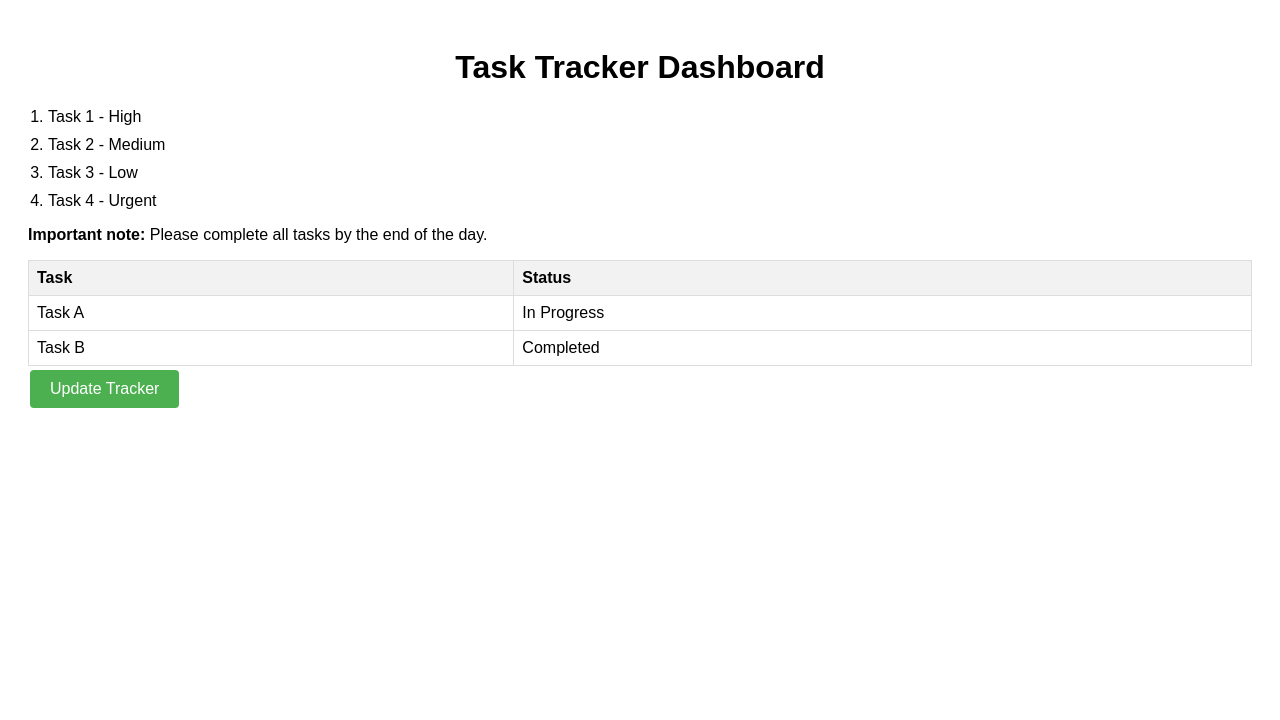 Task Tracker Dashboard
1. Task 1 - High
2. Task 2 - Medium
3. Task 3 - Low
4. Task 4 - Urgent
Important note: Please complete all tasks by the end of the day.
Task Status
Task A In Progress
Task B Completed
Update Tracker